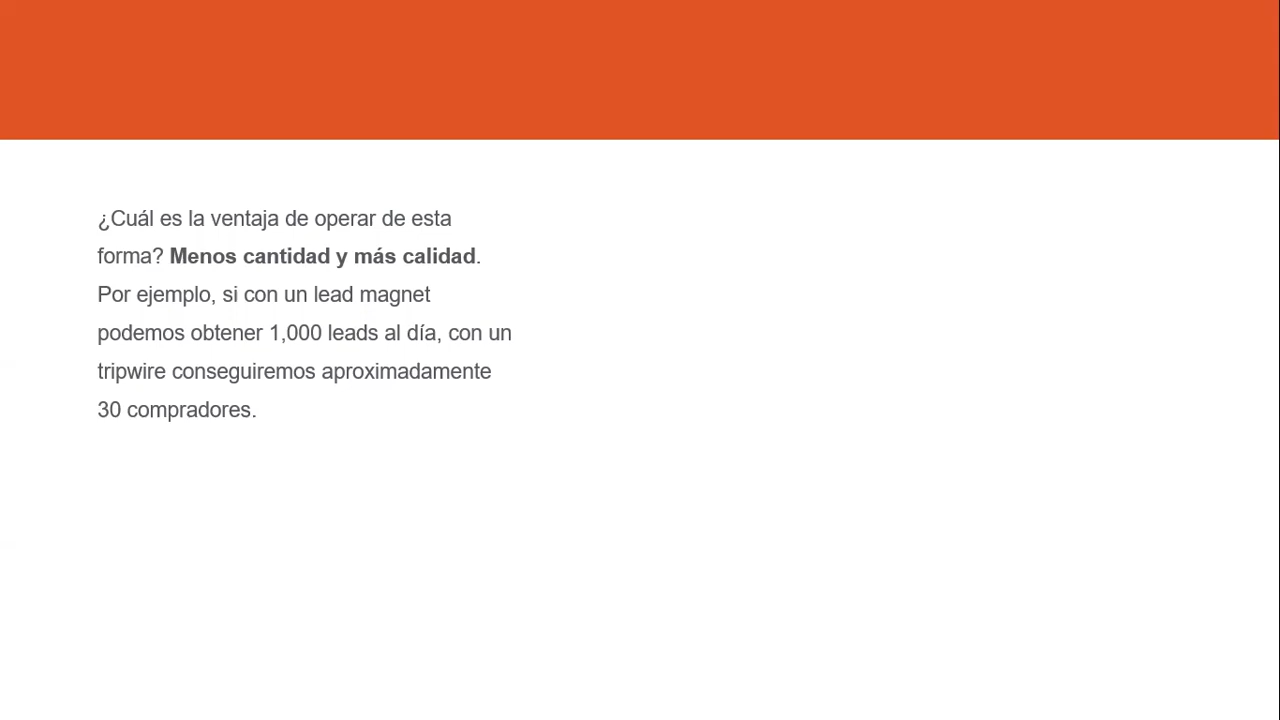 ¿Cuál es la ventaja de operar de esta
forma? Menos cantidad y más calidad.
Por ejemplo, si con un lead magnet
podemos obtener 1,000 leads al día, con un
tripwire conseguiremos aproximadamente
30 compradores.